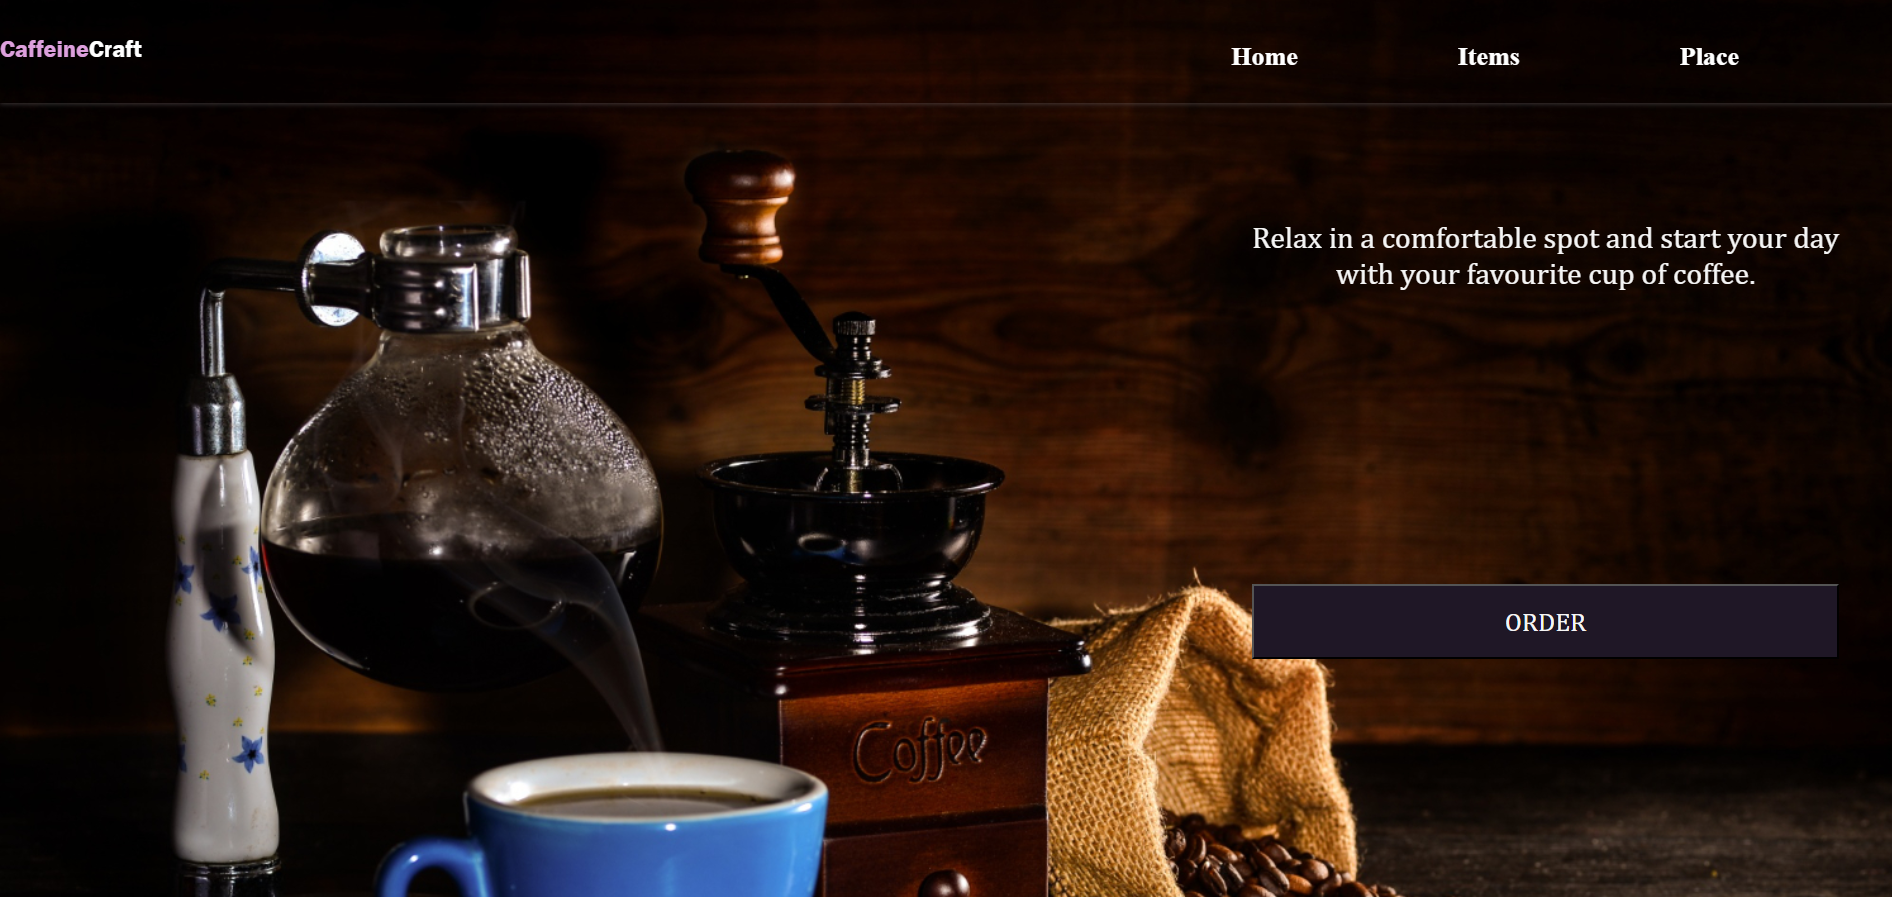 CaffeineCraft
Home Items Place
Relax in a comfortable spot and start your day
with your favourite cup of coffee.
ORDER
Coffee